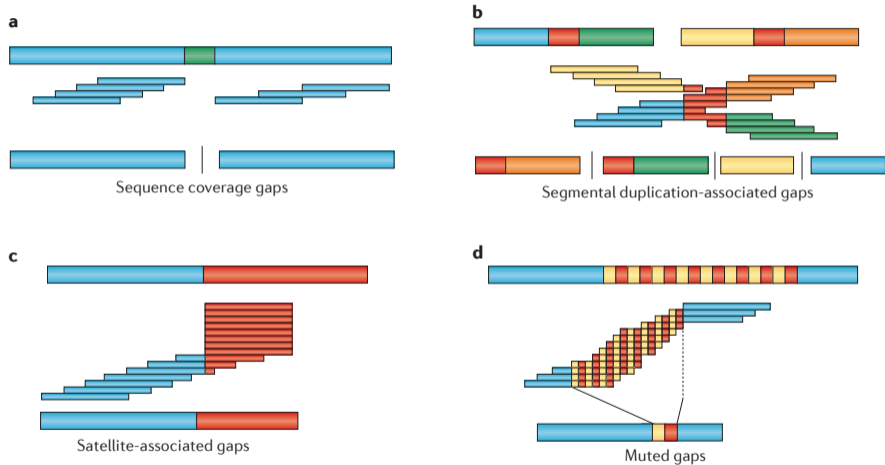 a
Sequence coverage gaps
b
Segmental duplication-associated gaps
c
Satellite-associated gaps
d
Muted gaps